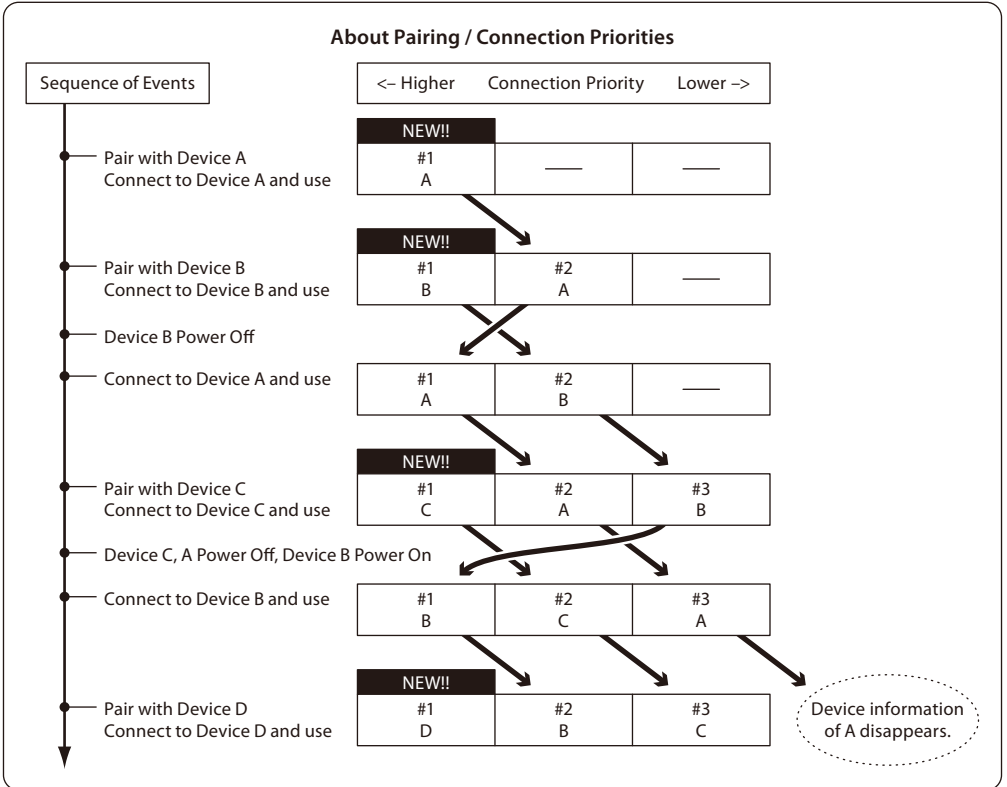 About Pairing / Connection Priorities
Sequence of Events
<– Higher Connection Priority Lower –>
NEW!!
Pair with Device A
Connect to Device A and use
#1
A
NEW!!
Pair with Device B
Connect to Device B and use
#1 #2
B A
Device B Power Off
Connect to Device A and use
#1 #2
A B
NEW!!
Pair with Device C
Connect to Device C and use
#1 #2 #3
C A B
Device C, A Power Off, Device B Power On
Connect to Device B and use
#1 #2 #3
B C A
NEW!!
Pair with Device D
Connect to Device D and use
#1 #2 #3
D B C
Device information
of A disappears.